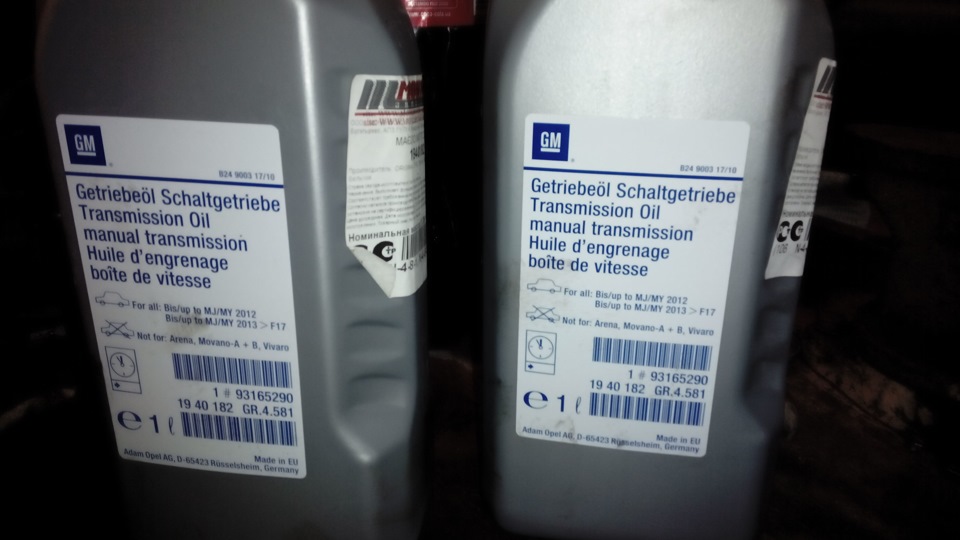 GM
B24 9003 17/10
Getriebeöl Schaltgetriebe
Transmission Oil
manual transmission
Huile d'engrenage
boîte de vitesse
For all: Bis/up to MJ/MY 2012
Bis/up to MJ/MY 2013 > F17
Not for: Arena, Movano-A + B, Vivaro
1 # 93165290
19 40 182 GR.4.581
e 1 ℓ
Made in EU
Adam Opel AG, D-65423 Rüsselsheim, Germany
Номинальная
GM
B24 9003 17/10
Getriebeöl Schaltgetriebe
Transmission Oil
manual transmission
Huile d'engrenage
boîte de vitesse
For all: Bis/up to MJ/MY 2012
Bis/up to MJ/MY 2013 > F17
Not for: Arena, Movano-A + B, Vivaro
1 # 93165290
19 40 182 GR.4.581
e 1 ℓ
Made in EU
Adam Opel AG, D-65423 Rüsselsheim, Germany